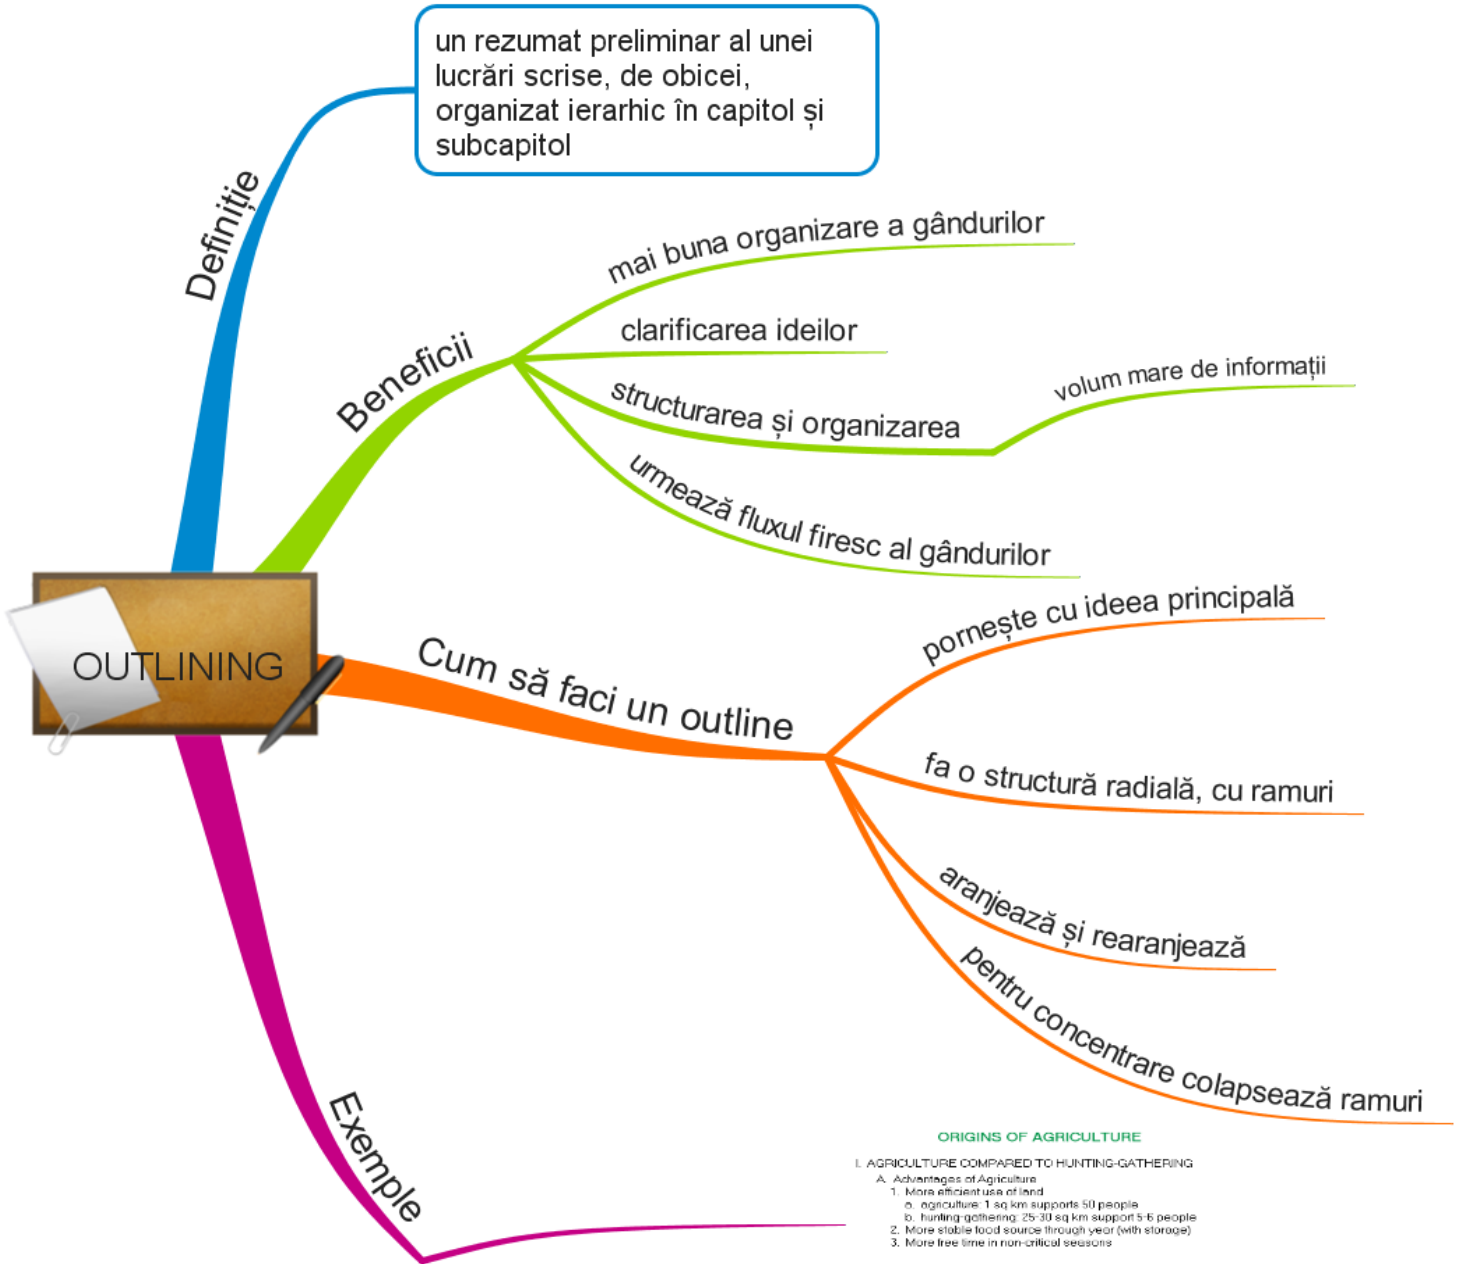 un rezumat preliminar al unei
lucrări scrise, de obicei,
organizat ierarhic în capitol și
subcapitol
Definiție
mai buna organizare a gândurilor
clarificarea ideilor
Beneficii
volum mare de informații
structurarea și organizarea
urmează fluxul firesc al gândurilor
pornește cu ideea principală
OUTLINING
Cum să faci un outline
fa o structură radială, cu ramuri
aranjează și rearanjează
pentru concentrare colapsează ramuri
Exemple
ORIGINS OF AGRICULTURE
I. AGRICULTURE COMPARED TO HUNTING-GATHERING
A. Advantages of Agriculture
1. More efficient use of land
a. agriculture: 1 sq km supports 50 people
b. hunting-gathering: 25-30 sq km support 5-6 people
2. More stable food source through year (with storage)
3. More free time in non-critical seasons